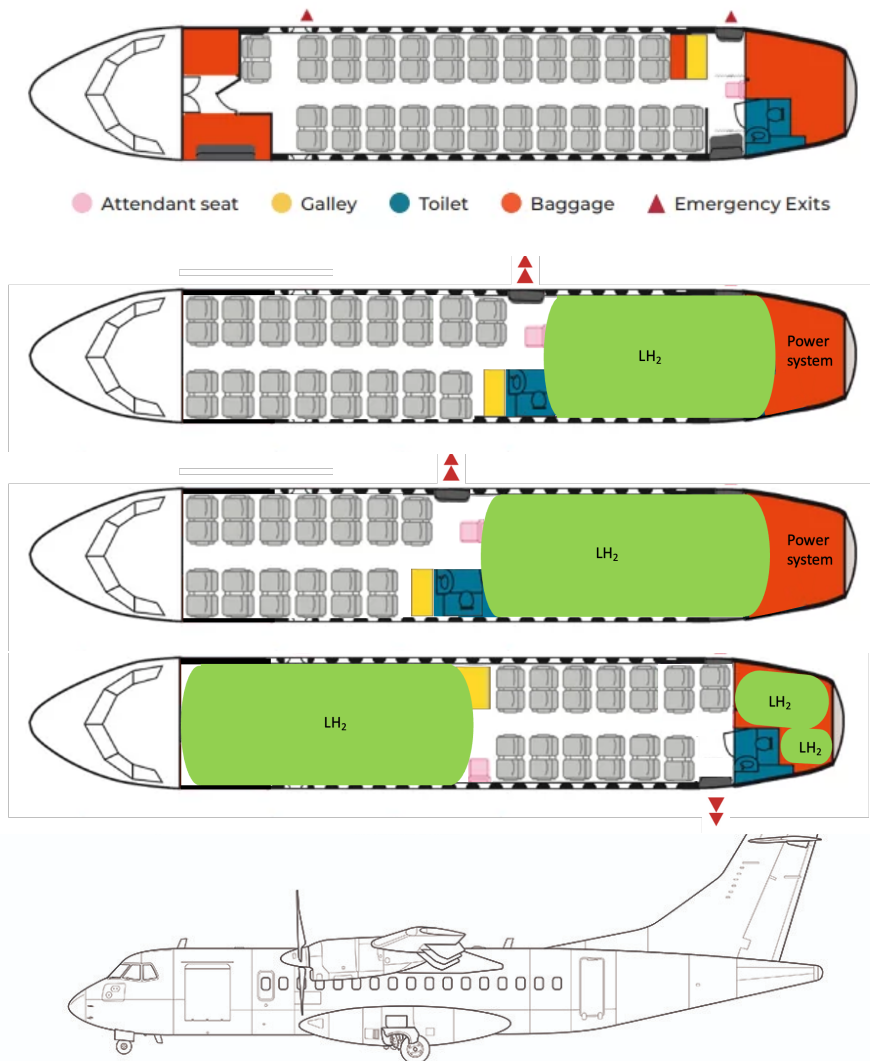 Attendant seat
Galley
Toilet
Baggage
Emergency Exits
LH₂
Power
system
LH₂
Power
system
LH₂
LH₂
LH₂